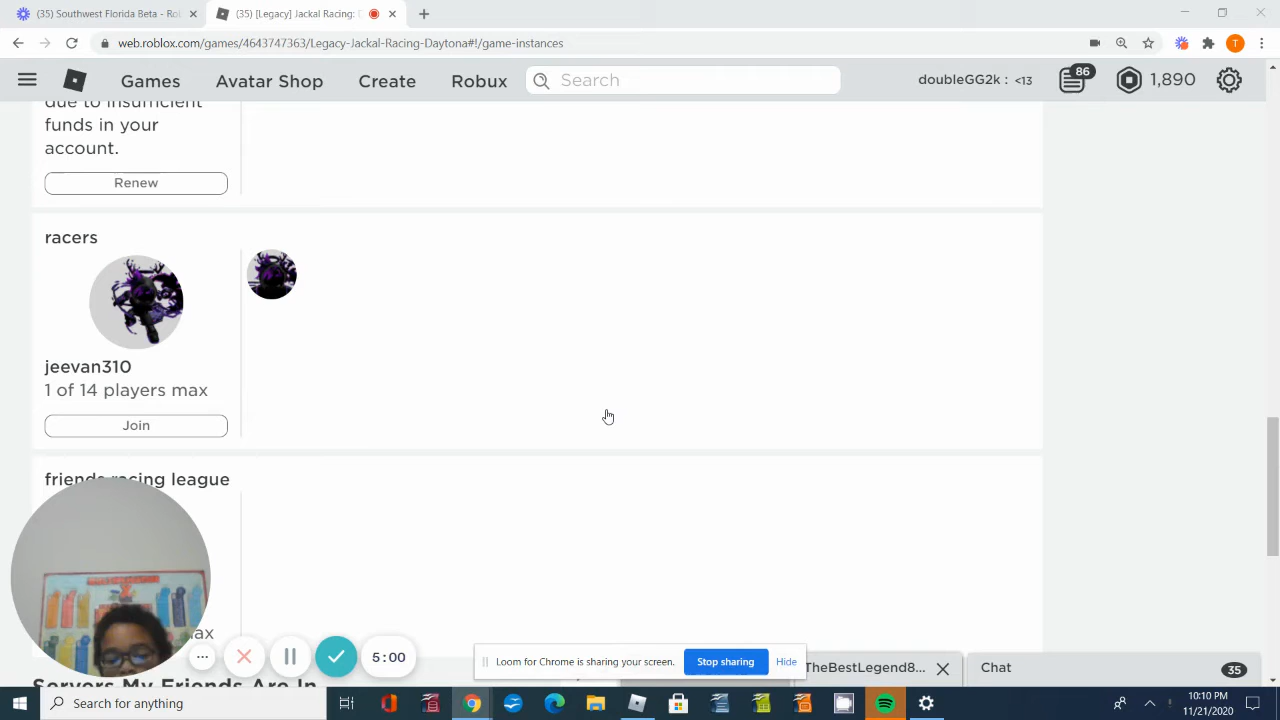 (35) Southwest Florida Beta - Ro
(35) [Legacy] Jackal Racing:
web.roblox.com/games/4643747363/Legacy-Jackal-Racing-Daytona#!/game-instances
Games
Avatar Shop
Create
Robux
Search
doubleGG2k : <13
86
1,890
due to insufficient
funds in your
account.
Renew
racers
jeevan310
1 of 14 players max
Join
friends racing league
ax
5:00
Loom for Chrome is sharing your screen.
Stop sharing
Hide
TheBestLegend8...
Chat
35
Servers My Friends Are In
Search for anything
10:10 PM
11/21/2020